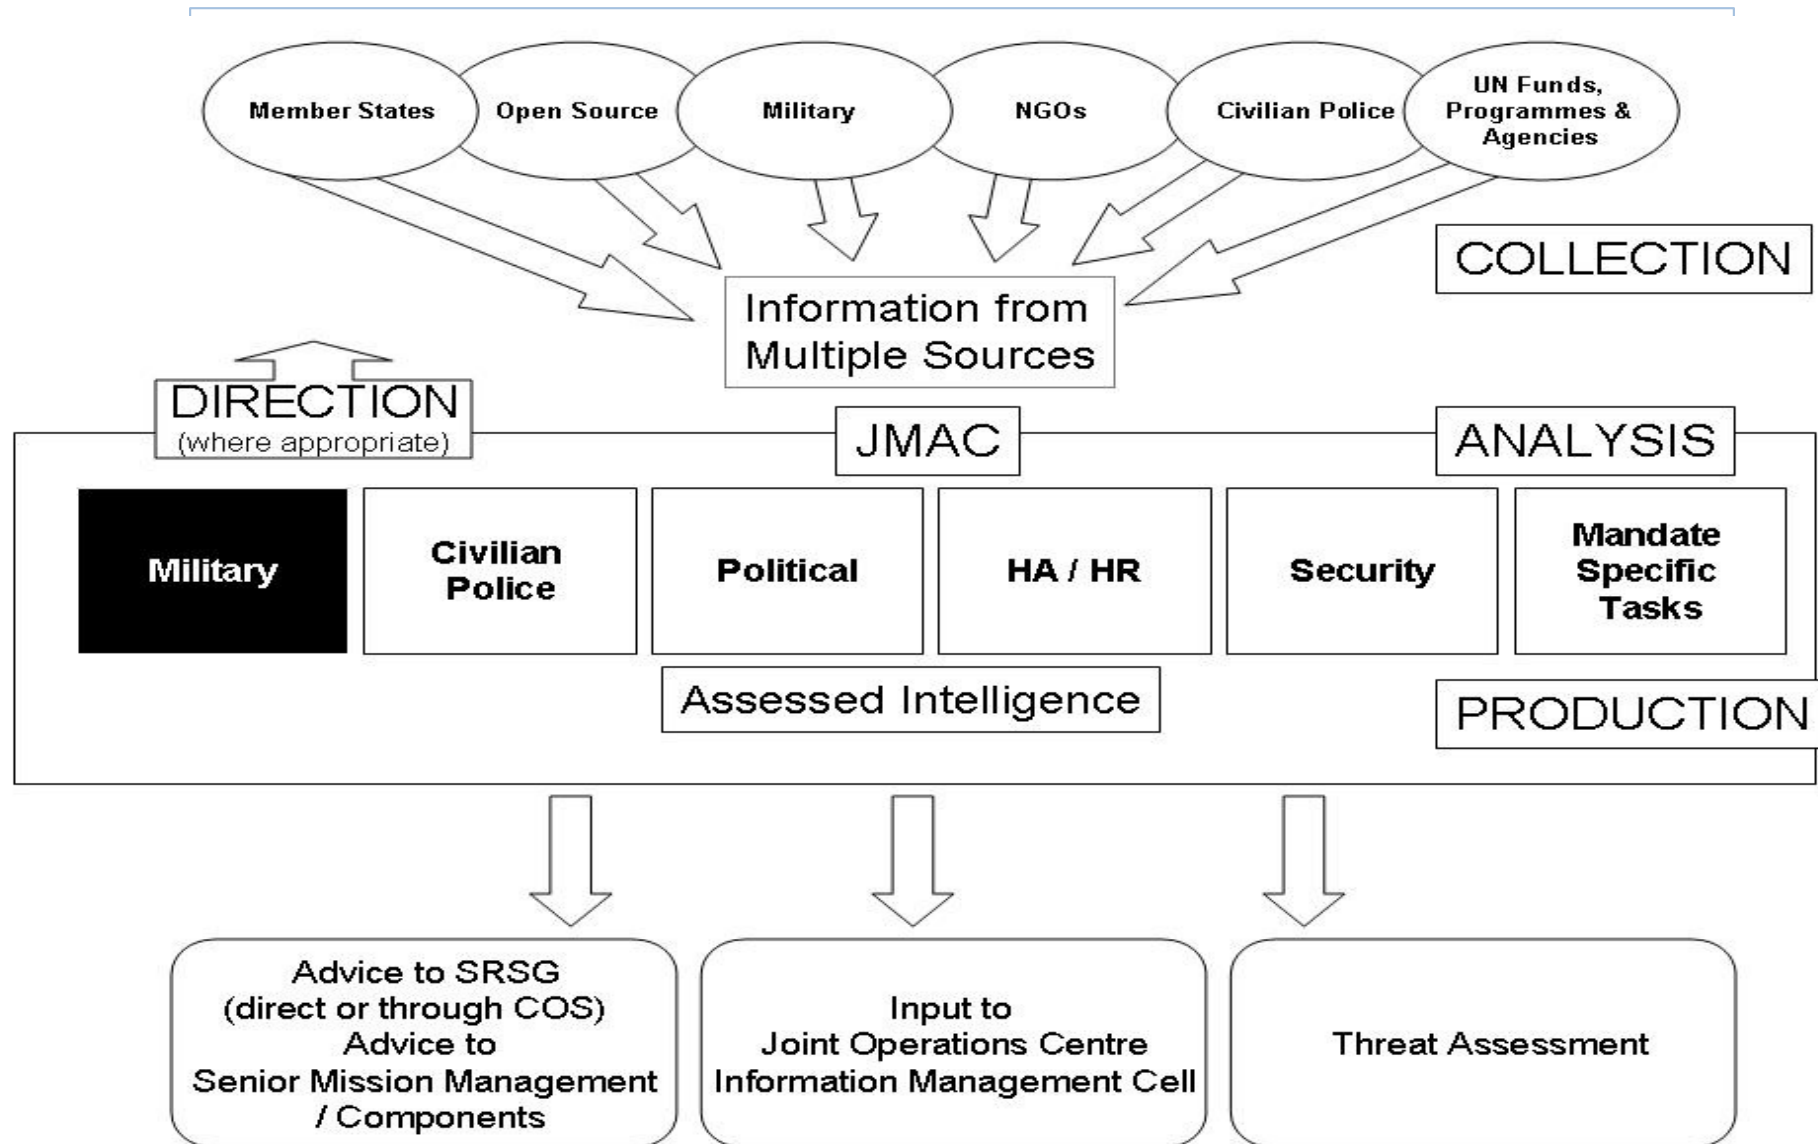 Member States
Open Source
Military
NGOs
Civilian Police
UN Funds,
Programmes &
Agencies
COLLECTION
Information from
Multiple Sources
DIRECTION
(where appropriate)
JMAC
ANALYSIS
Military
Civilian
Police
Political
HA / HR
Security
Mandate
Specific
Tasks
Assessed Intelligence
PRODUCTION
Advice to SRSG
(direct or through COS)
Advice to
Senior Mission Management
/ Components
Input to
Joint Operations Centre
Information Management Cell
Threat Assessment